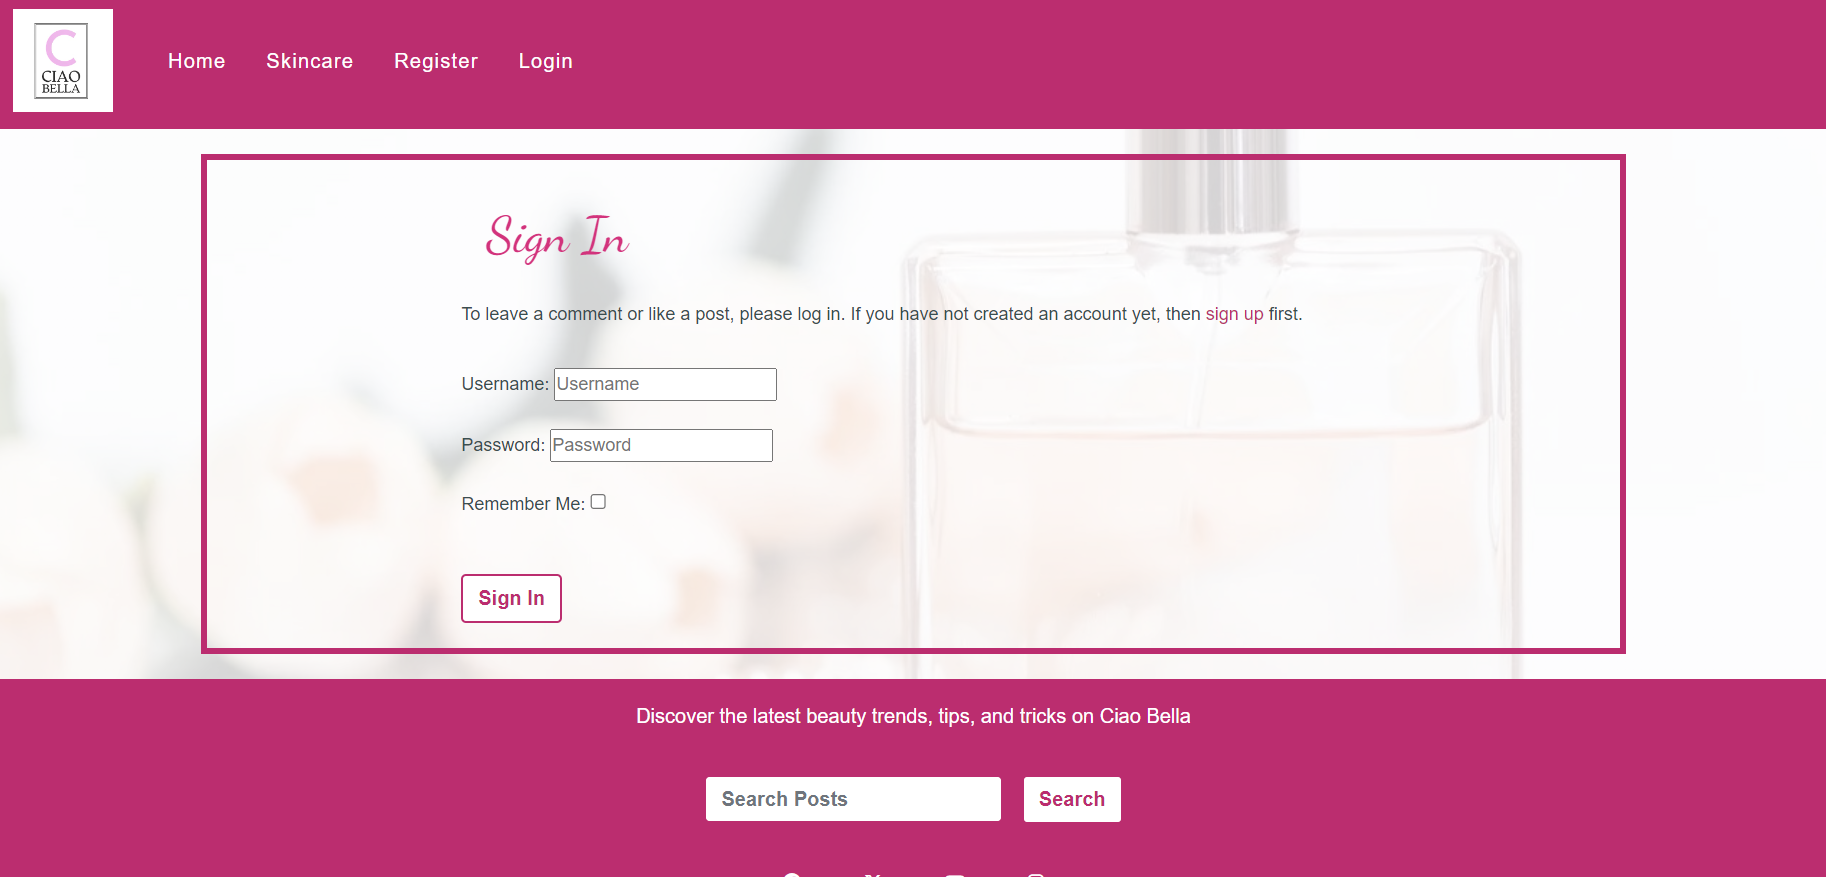 C
CIAO
BELLA
Home Skincare Register Login
Sign In
To leave a comment or like a post, please log in. If you have not created an account yet, then sign up first.
Username: Username
Password: Password
Remember Me:
Sign In
Discover the latest beauty trends, tips, and tricks on Ciao Bella
Search Posts Search